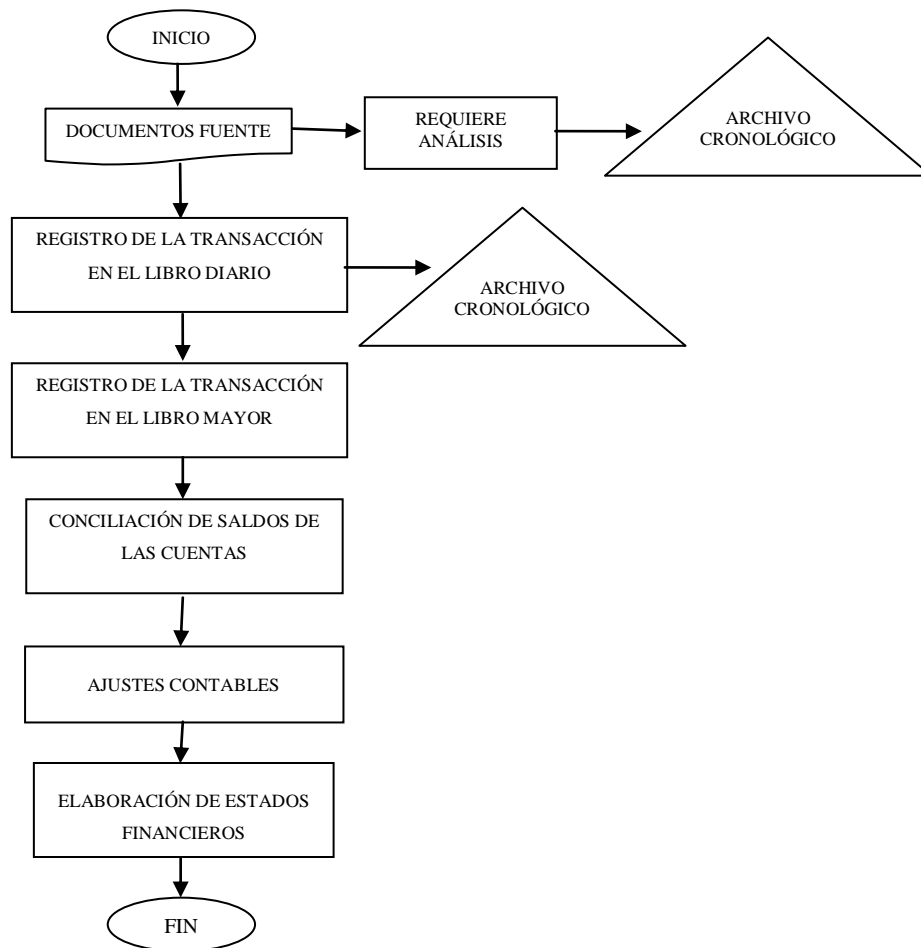 INICIO
DOCUMENTOS FUENTE
REQUIERE
ANÁLISIS
ARCHIVO
CRONOLÓGICO
REGISTRO DE LA TRANSACCIÓN
EN EL LIBRO DIARIO
ARCHIVO
CRONOLÓGICO
REGISTRO DE LA TRANSACCIÓN
EN EL LIBRO MAYOR
CONCILIACIÓN DE SALDOS DE
LAS CUENTAS
AJUSTES CONTABLES
ELABORACIÓN DE ESTADOS
FINANCIEROS
FIN